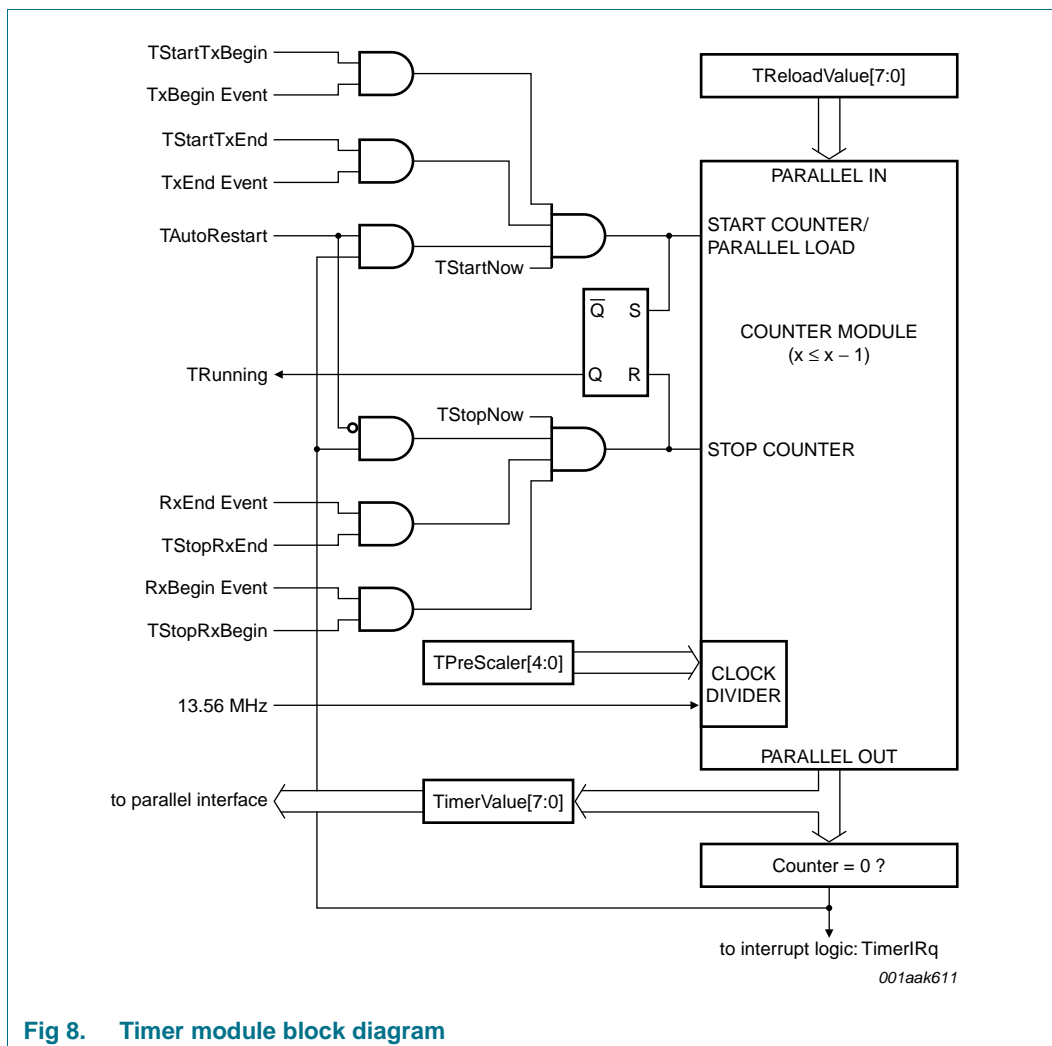 TStartTxBegin
TxBegin Event
TReloadValue[7:0]
TStartTxEnd
TxEnd Event
PARALLEL IN
TAutoRestart
START COUNTER/
PARALLEL LOAD
TStartNow
Q̅ S
Q R
COUNTER MODULE
(x ≤ x − 1)
TRunning
TStopNow
STOP COUNTER
RxEnd Event
TStopRxEnd
RxBegin Event
TStopRxBegin
TPreScaler[4:0]
CLOCK
DIVIDER
13.56 MHz
PARALLEL OUT
to parallel interface
TimerValue[7:0]
Counter = 0 ?
to interrupt logic: TimerIRq
001aak611
Fig 8. Timer module block diagram